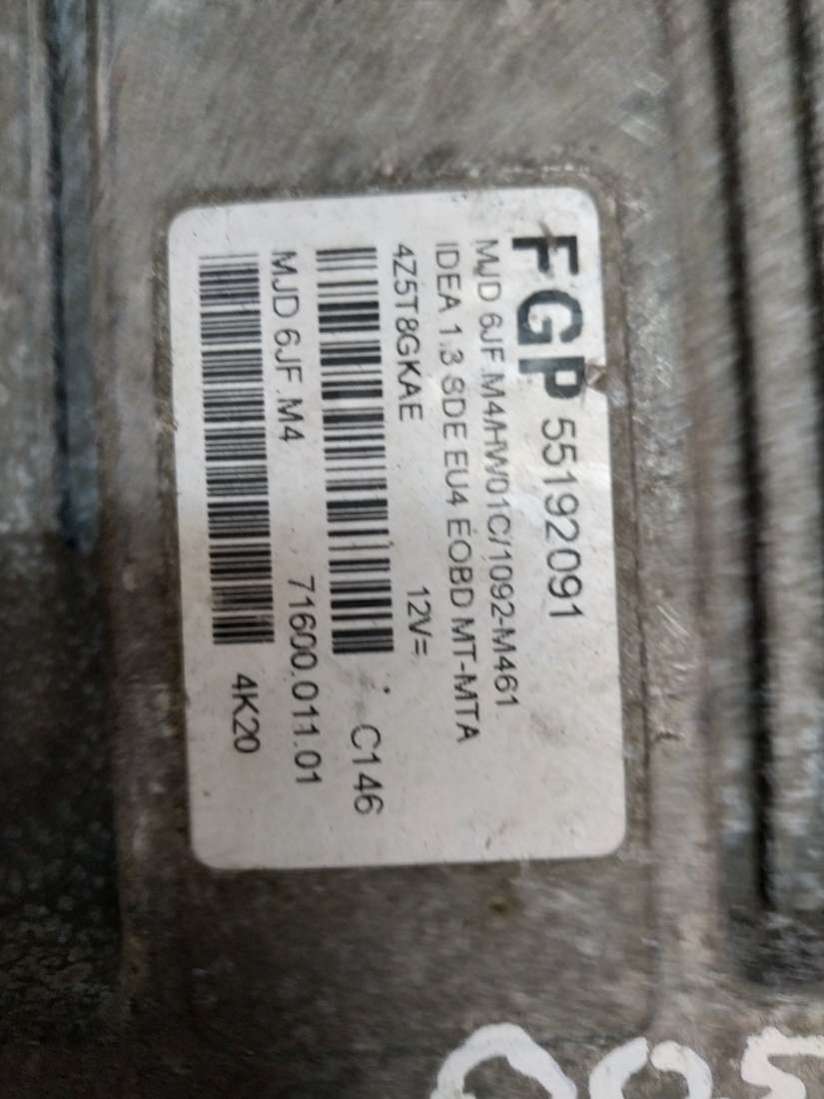 FGP 55192091
MJD 6JF.M4/HW01C/1092-M461
IDEA 1.3 SDE EU4 EOBD MT-MTA
4Z5T8GKAE 12V=
C146
MJD 6JF.M4 71600.011.01
4K20
005